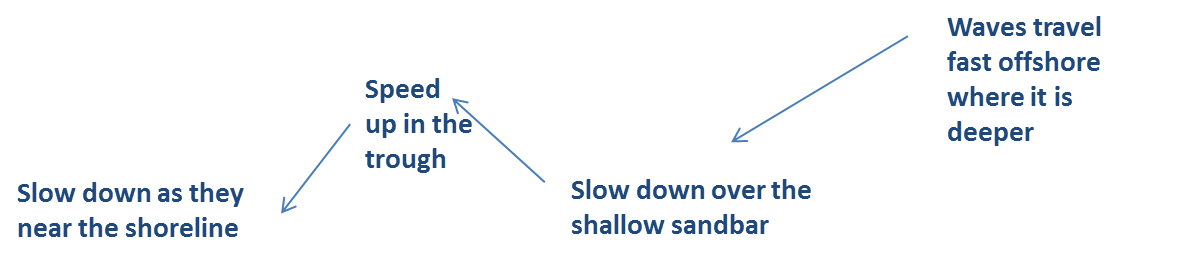 Waves travel
fast offshore
where it is
deeper
Slow down over the
shallow sandbar
Speed
up in the
trough
Slow down as they
near the shoreline